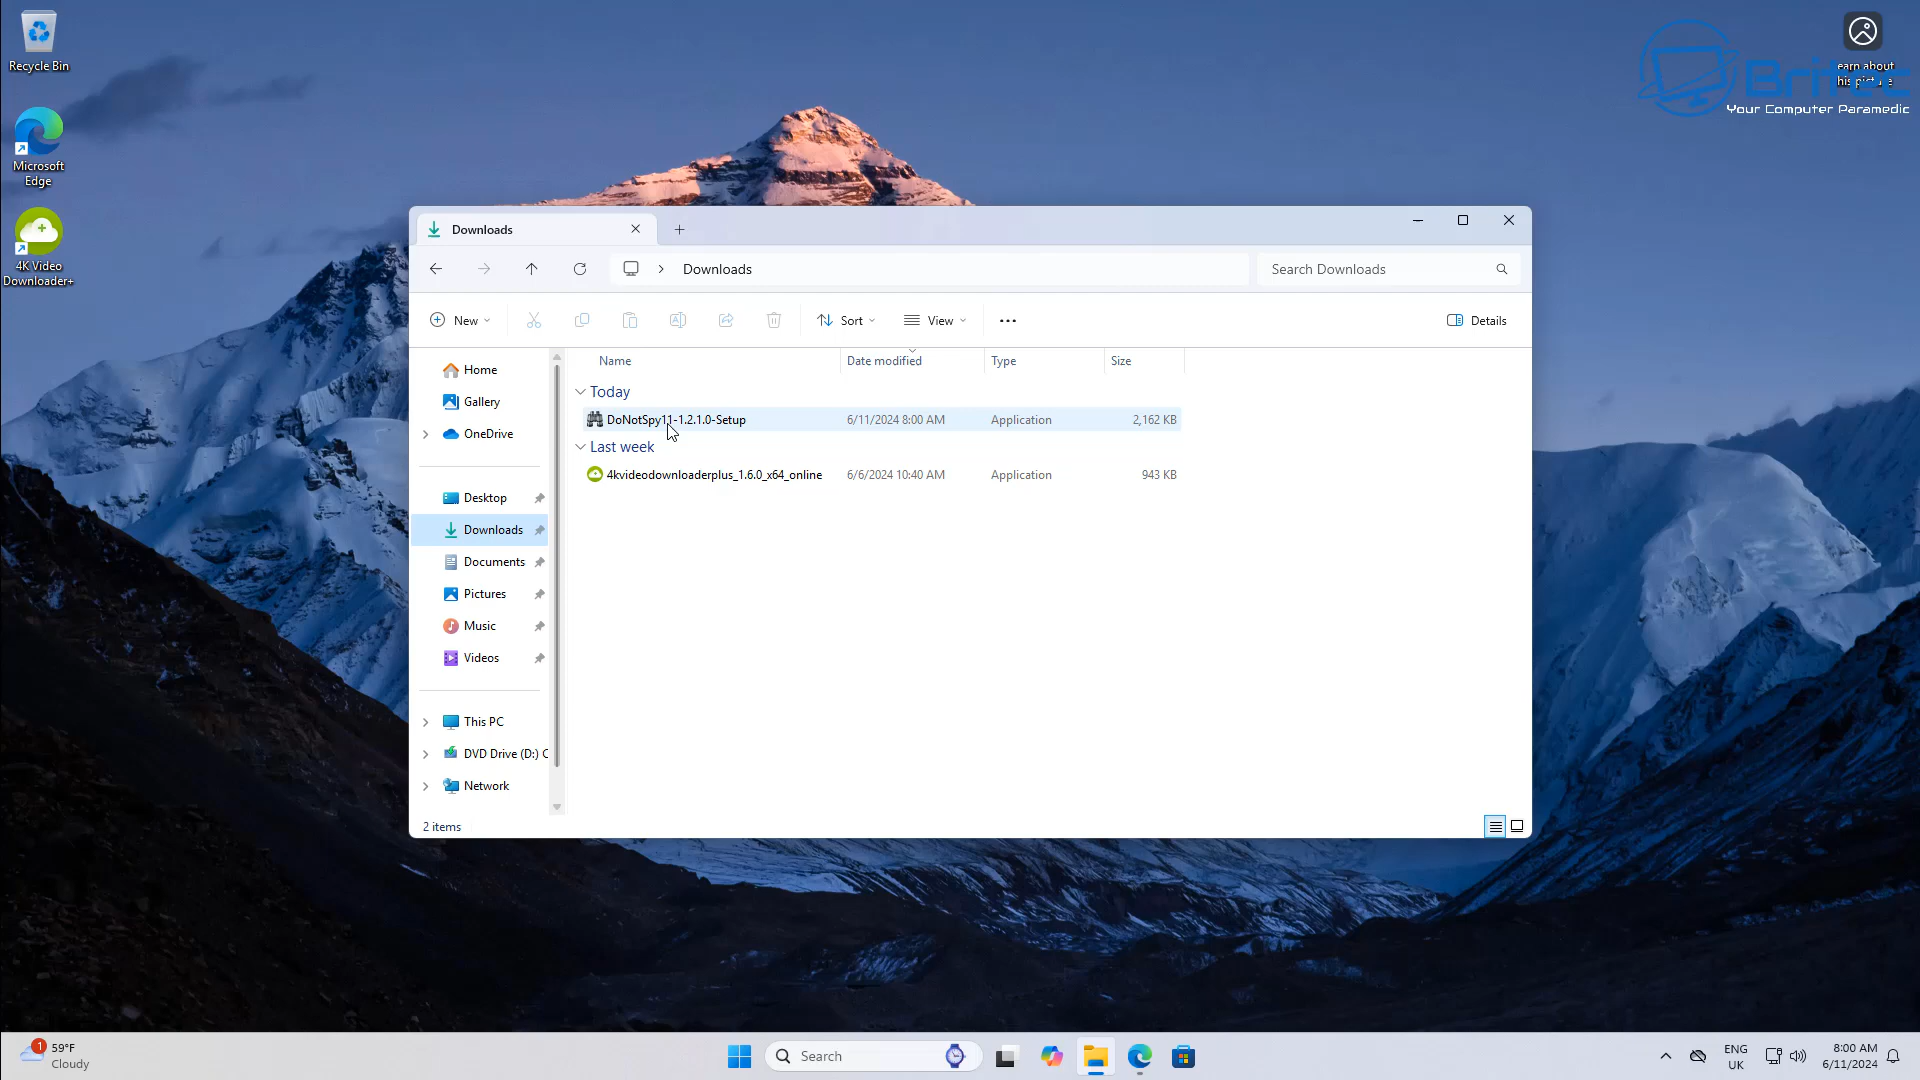 Recycle Bin
Microsoft
Edge
4K Video
Downloader+
Britec
Your Computer Paramedic
Downloads
Downloads
Search Downloads
New
Sort
View
Details
Name Date modified Type Size
Today
DoNotSpy11-1.2.1.0-Setup 6/11/2024 8:00 AM Application 2,162 KB
Last week
4kvideodownloaderplus_1.6.0_x64_online 6/6/2024 10:40 AM Application 943 KB
Home
Gallery
OneDrive
Desktop
Downloads
Documents
Pictures
Music
Videos
This PC
DVD Drive (D:) C
Network
2 items
1
59°F
Cloudy
Search
ENG
UK
8:00 AM
6/11/2024